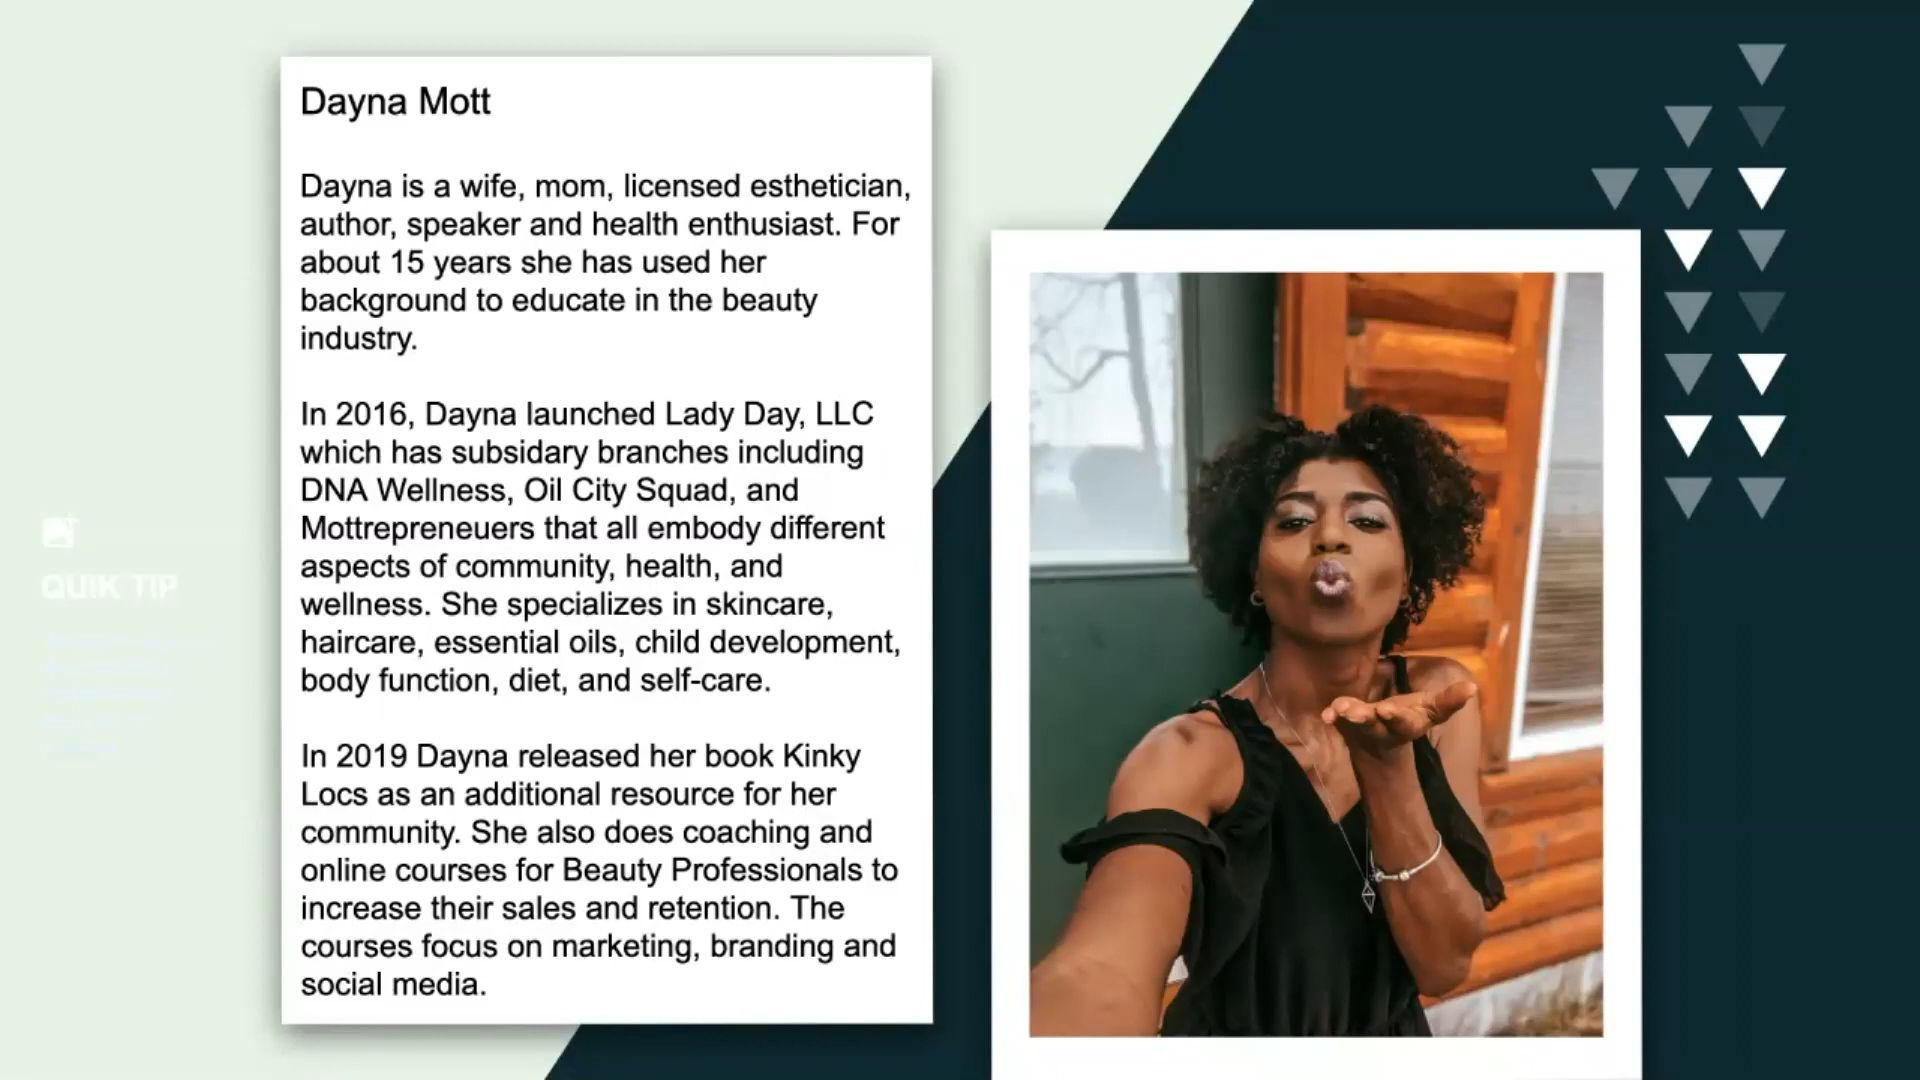 Dayna Mott
Dayna is a wife, mom, licensed esthetician,
author, speaker and health enthusiast. For
about 15 years she has used her
background to educate in the beauty
industry.
In 2016, Dayna launched Lady Day, LLC
which has subsidary branches including
DNA Wellness, Oil City Squad, and
Mottrepreneuers that all embody different
aspects of community, health, and
wellness. She specializes in skincare,
haircare, essential oils, child development,
body function, diet, and self-care.
In 2019 Dayna released her book Kinky
Locs as an additional resource for her
community. She also does coaching and
online courses for Beauty Professionals to
increase their sales and retention. The
courses focus on marketing, branding and
social media.
QUIK TIP